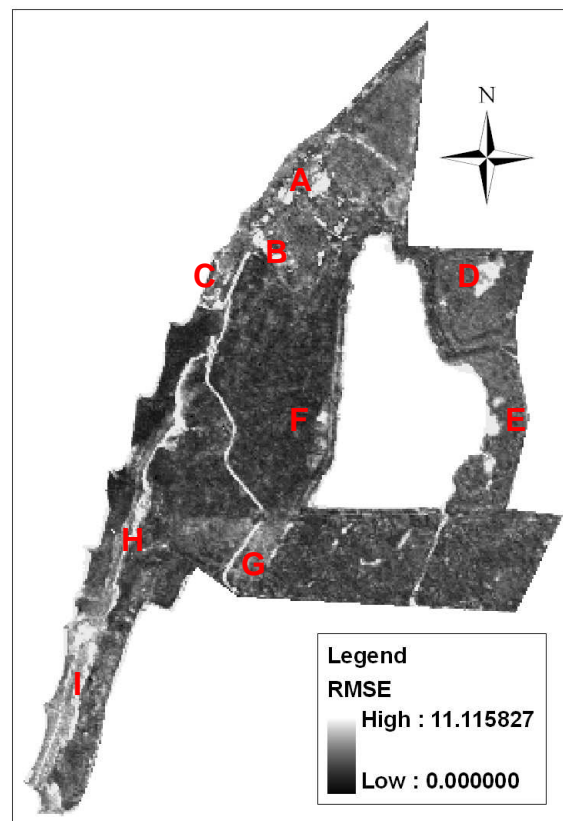 N
A
B
C
D
F
E
H
G
I
Legend
RMSE
High : 11.115827
Low : 0.000000